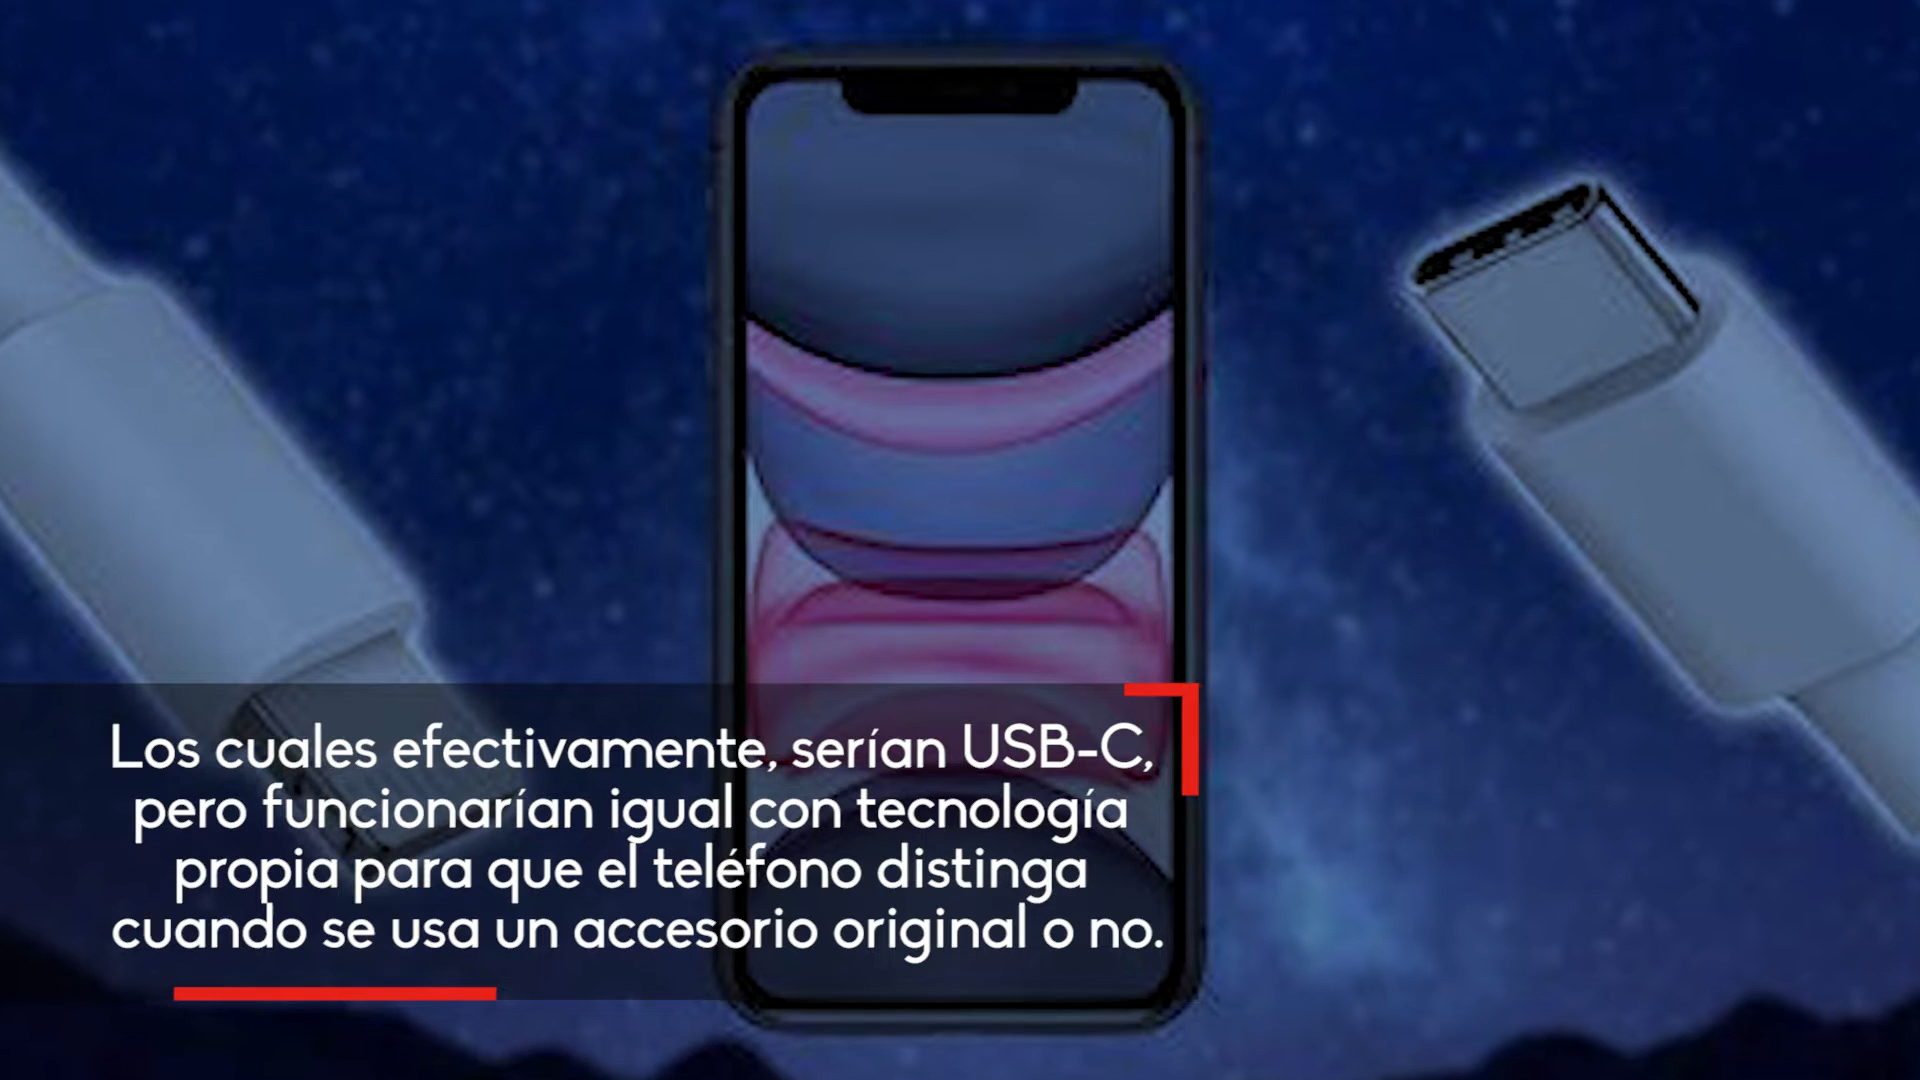 Los cuales efectivamente, serían USB-C,
pero funcionarían igual con tecnología
propia para que el teléfono distinga
cuando se usa un accesorio original o no.